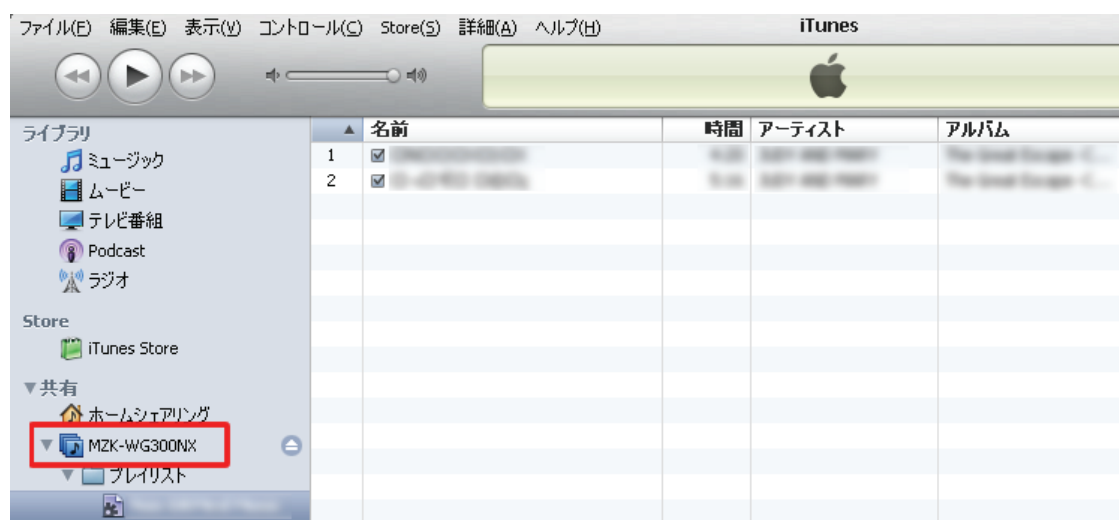 ファイル(F) 編集(E) 表示(V) コントロール(C) Store(S) 詳細(A) ヘルプ(H) iTunes
ライブラリ
ミュージック
ムービー
テレビ番組
Podcast
ラジオ
Store
iTunes Store
共有
ホームシェアリング
MZK-WG300NX
プレイリスト
名前 時間 アーティスト アルバム
1
2